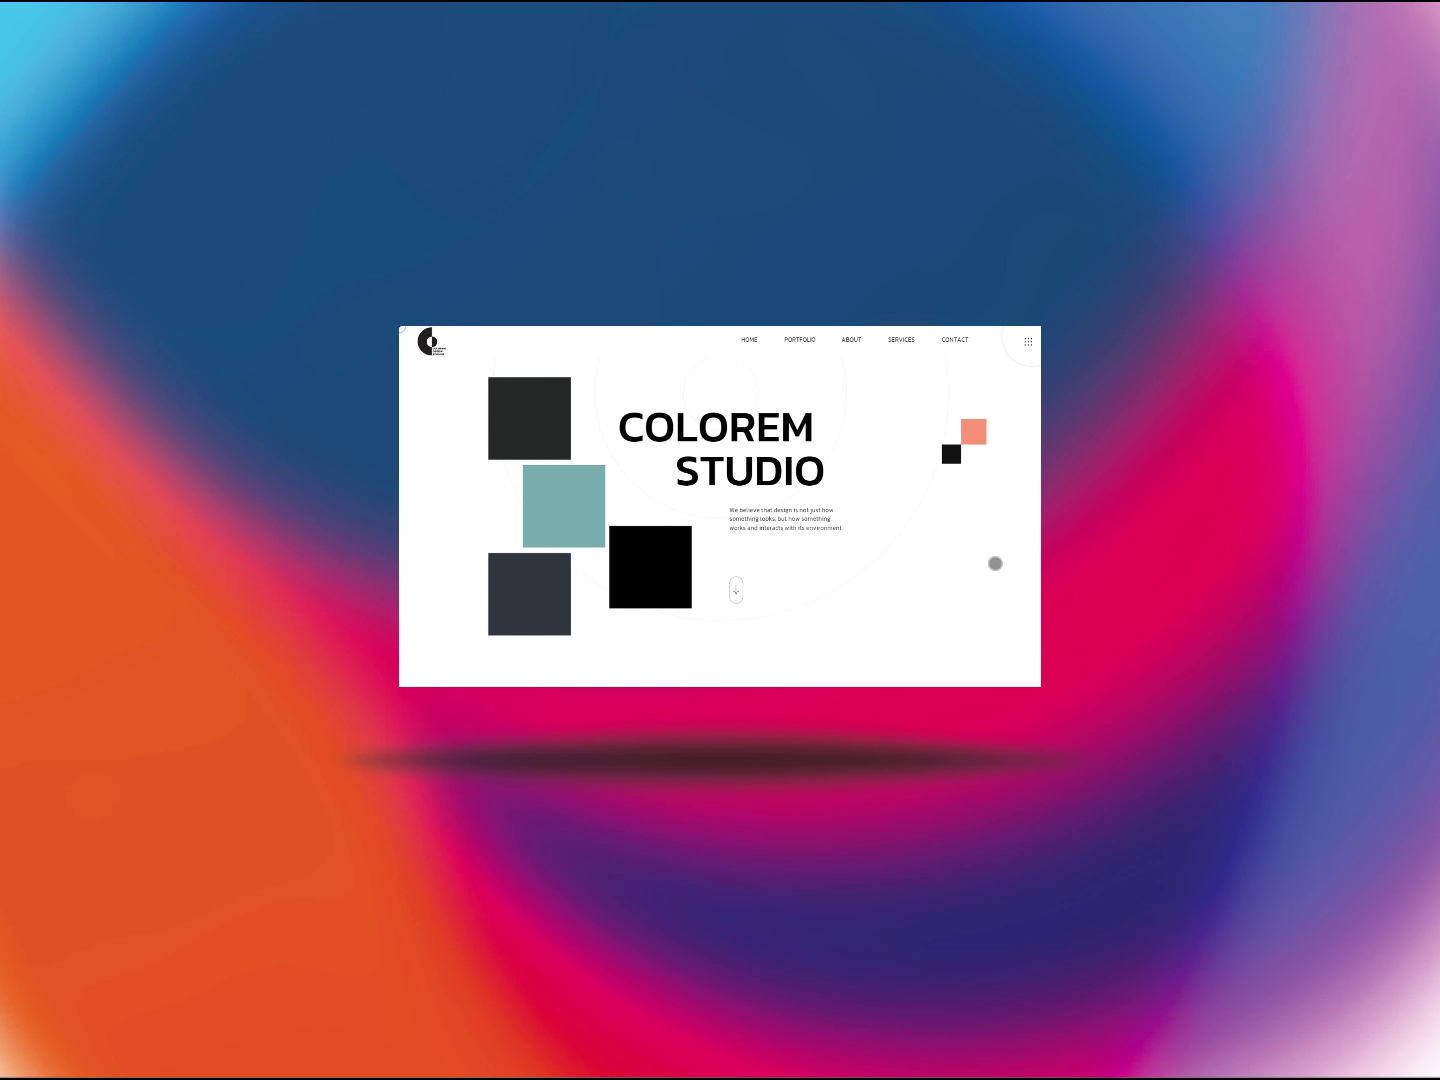 HOME PORTFOLIO ABOUT SERVICES CONTACT
COLOREM
STUDIO
We believe that design is not just how
something looks, but how something
works and interacts with its environment.